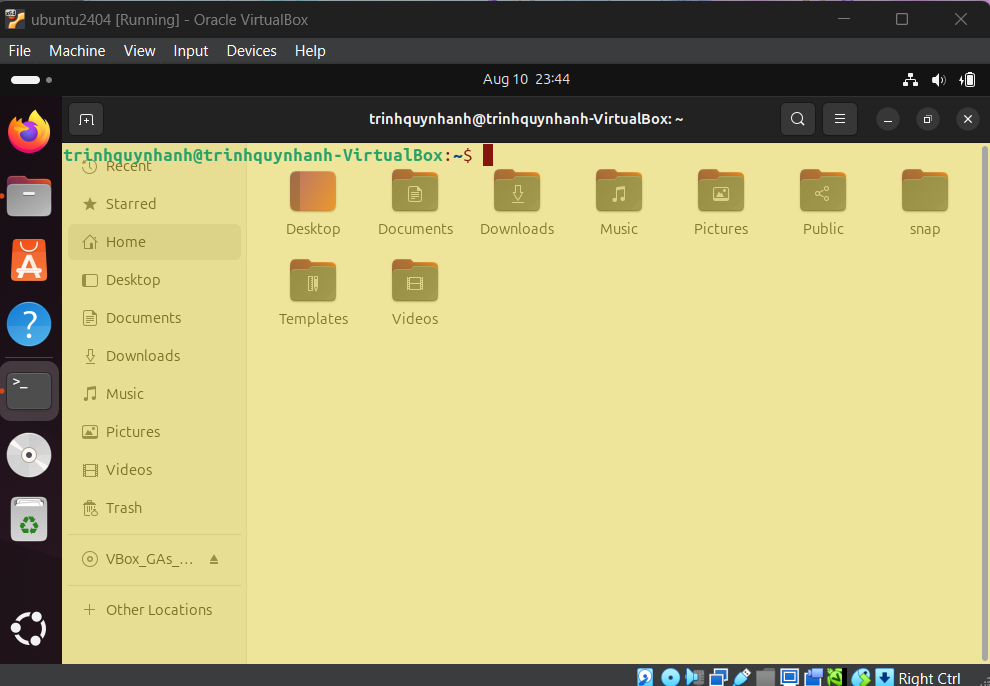 ubuntu2404 [Running] - Oracle VirtualBox
File Machine View Input Devices Help
Aug 10 23:44
trinhquynhanh@trinhquynhanh-VirtualBox: ~
trinhquynhanh@trinhquynhanh-VirtualBox:~$
Recent
Starred
Home
Desktop
Documents
Downloads
Music
Pictures
Videos
Trash
VBox_GAs_...
Other Locations
Desktop Documents Downloads Music Pictures Public snap
Templates Videos
Right Ctrl